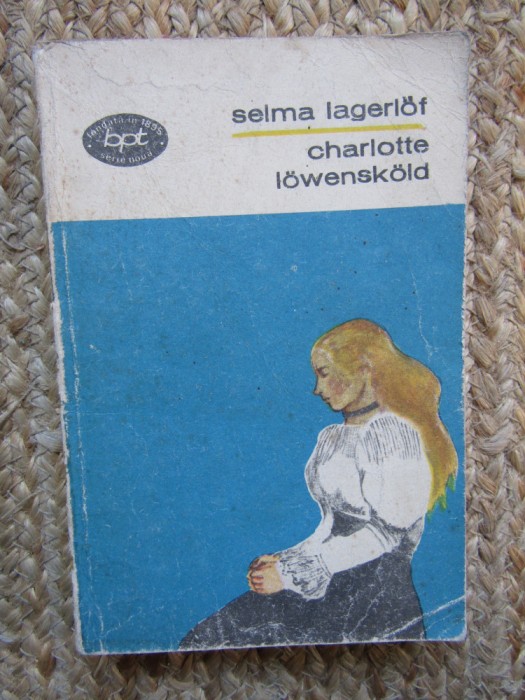 selma lagerlöf
charlotte
löwensköld
fondată în 1895
bpt
serie nouă